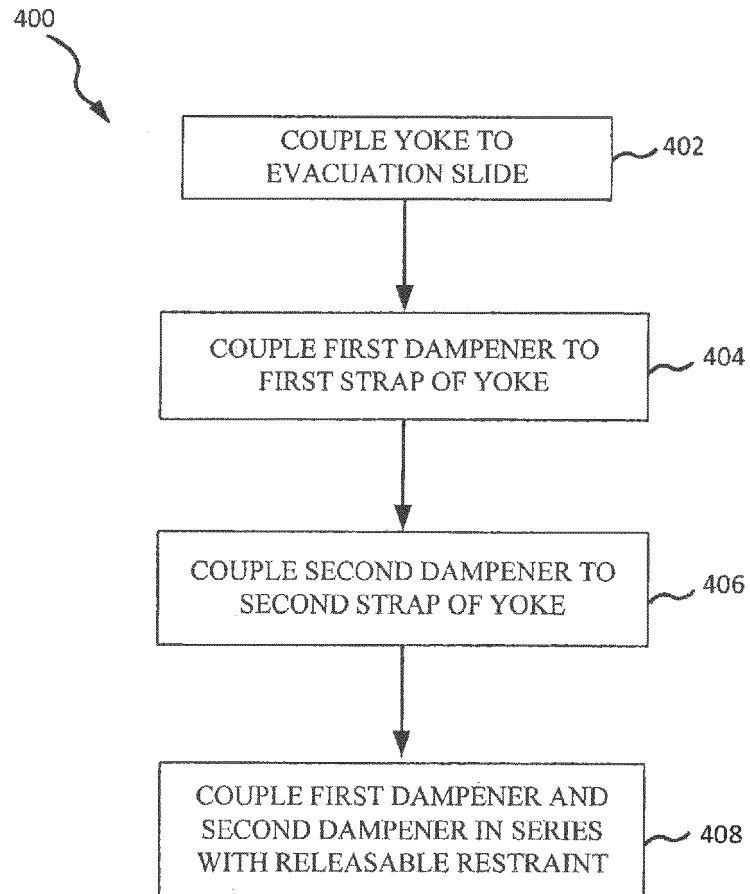 400
COUPLE YOKE TO
EVACUATION SLIDE
402
COUPLE FIRST DAMPENER TO
FIRST STRAP OF YOKE
404
COUPLE SECOND DAMPENER TO
SECOND STRAP OF YOKE
406
COUPLE FIRST DAMPENER AND
SECOND DAMPENER IN SERIES
WITH RELEASABLE RESTRAINT
408